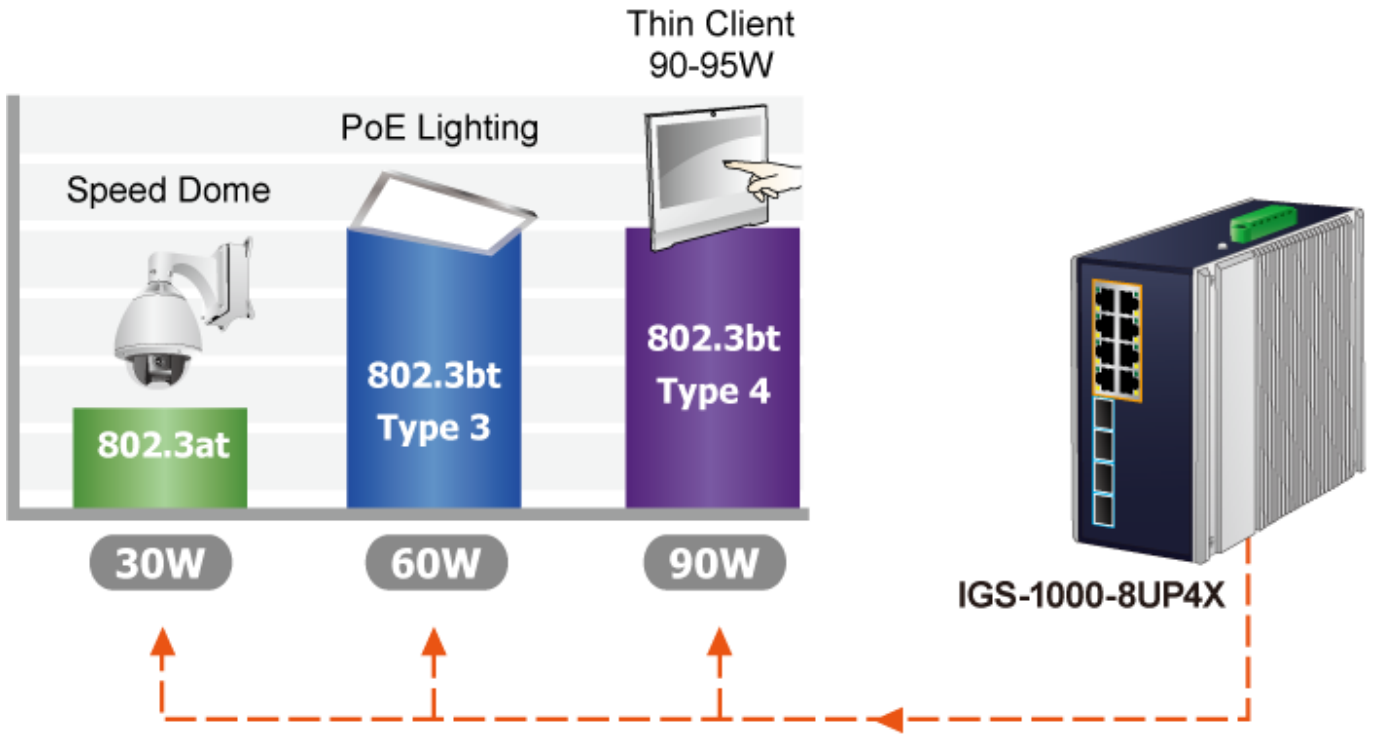 Thin Client
90-95W
PoE Lighting
Speed Dome
802.3at
802.3bt
Type 3
802.3bt
Type 4
30W
60W
90W
IGS-1000-8UP4X